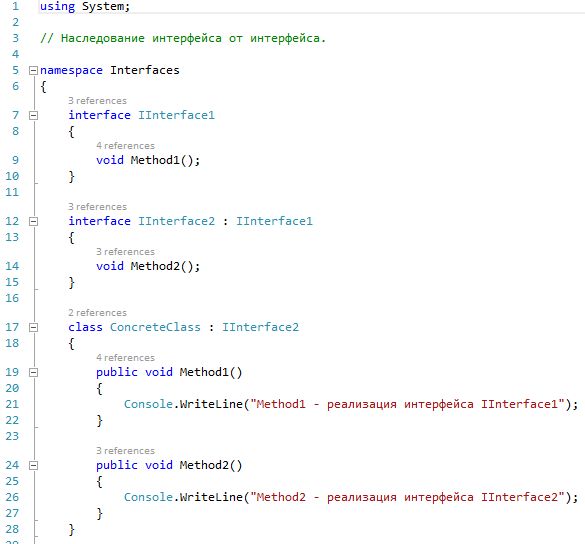 1 using System;
2
3 // Наследование интерфейса от интерфейса.
4
5 namespace Interfaces
6 {
3 references
7 interface IInterface1
8 {
4 references
9 void Method1();
10 }
11
3 references
12 interface IInterface2 : IInterface1
13 {
3 references
14 void Method2();
15 }
16
2 references
17 class ConcreteClass : IInterface2
18 {
4 references
19 public void Method1()
20 {
21 Console.WriteLine("Method1 - реализация интерфейса IInterface1");
22 }
23
3 references
24 public void Method2()
25 {
26 Console.WriteLine("Method2 - реализация интерфейса IInterface2");
27 }
28 }